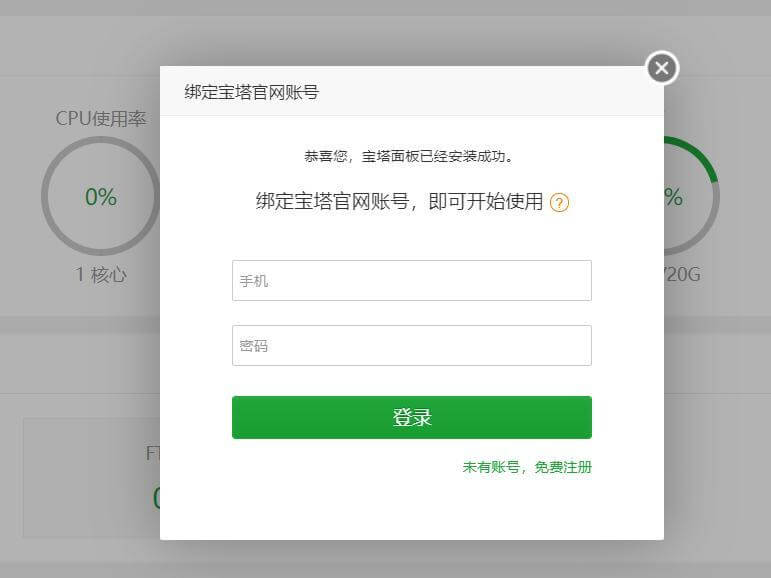 绑定宝塔官网账号
CPU使用率
恭喜您，宝塔面板已经安装成功。
0%
绑定宝塔官网账号，即可开始使用 ?
%
1 核心
手机
/20G
密码
登录
FT
未有账号，免费注册